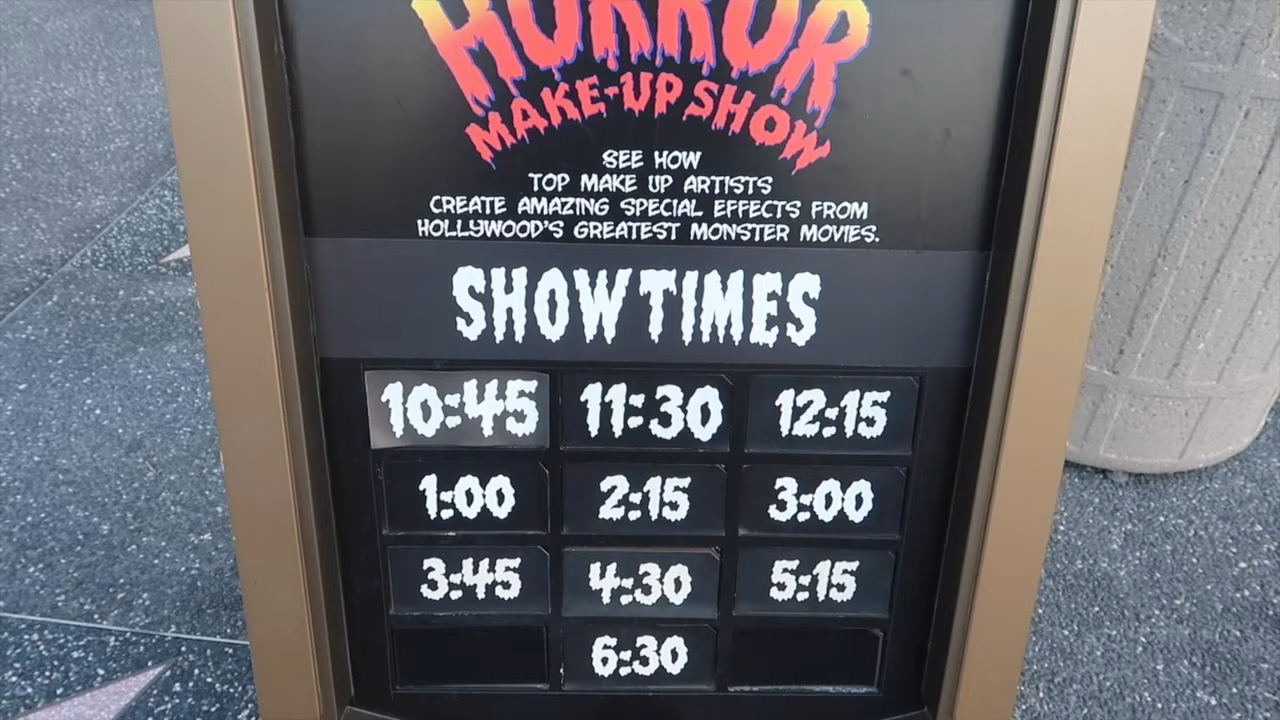 HORROR
MAKE-UP SHOW
SEE HOW
TOP MAKE UP ARTISTS
CREATE AMAZING SPECIAL EFFECTS FROM
HOLLYWOOD'S GREATEST MONSTER MOVIES.
SHOWTIMES
10:45 11:30 12:15
1:00 2:15 3:00
3:45 4:30 5:15
6:30